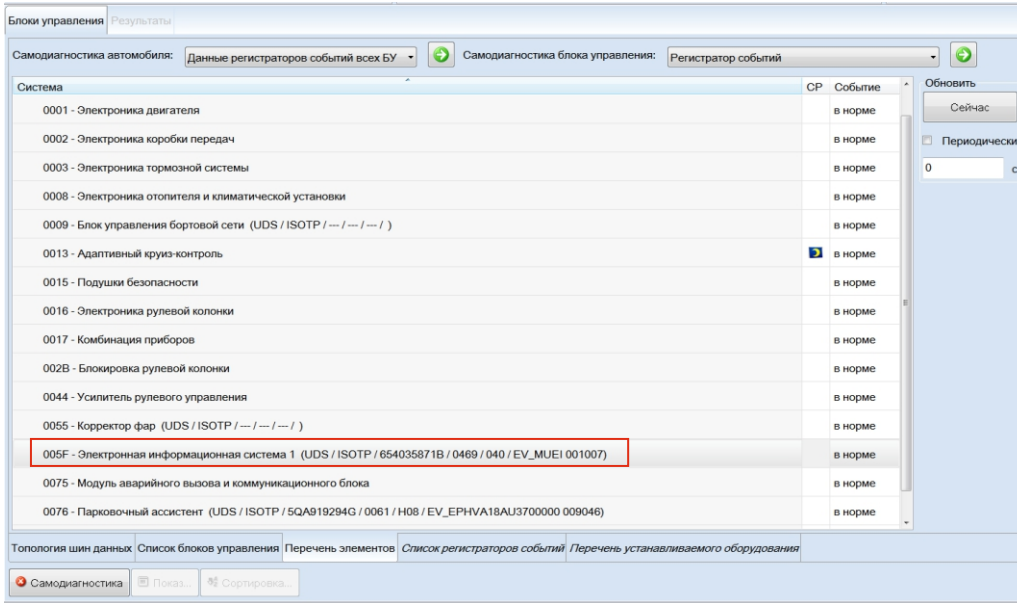 Блоки управления Результаты
Самодиагностика автомобиля: Данные регистраторов событий всех БУ Самодиагностика блока управления: Регистратор событий
Система СР Событие Обновить
Сейчас
0001 - Электроника двигателя в норме
0002 - Электроника коробки передач в норме Периодически
0003 - Электроника тормозной системы в норме 0 с
0008 - Электроника отопителя и климатической установки в норме
0009 - Блок управления бортовой сети (UDS / ISOTP / --- / --- / --- / ) в норме
0013 - Адаптивный круиз-контроль в норме
0015 - Подушки безопасности в норме
0016 - Электроника рулевой колонки в норме
0017 - Комбинация приборов в норме
002B - Блокировка рулевой колонки в норме
0044 - Усилитель рулевого управления в норме
0055 - Корректор фар (UDS / ISOTP / --- / --- / --- / ) в норме
005F - Электронная информационная система 1 (UDS / ISOTP / 654035871B / 0469 / 040 / EV_MUEI 001007) в норме
0075 - Модуль аварийного вызова и коммуникационного блока в норме
0076 - Парковочный ассистент (UDS / ISOTP / 5QA919294G / 0061 / H08 / EV_EPHVA18AU3700000 009046) в норме
Топология шин данных Список блоков управления Перечень элементов Список регистраторов событий Перечень устанавливаемого оборудования
Самодиагностика Показ... Сортировка...